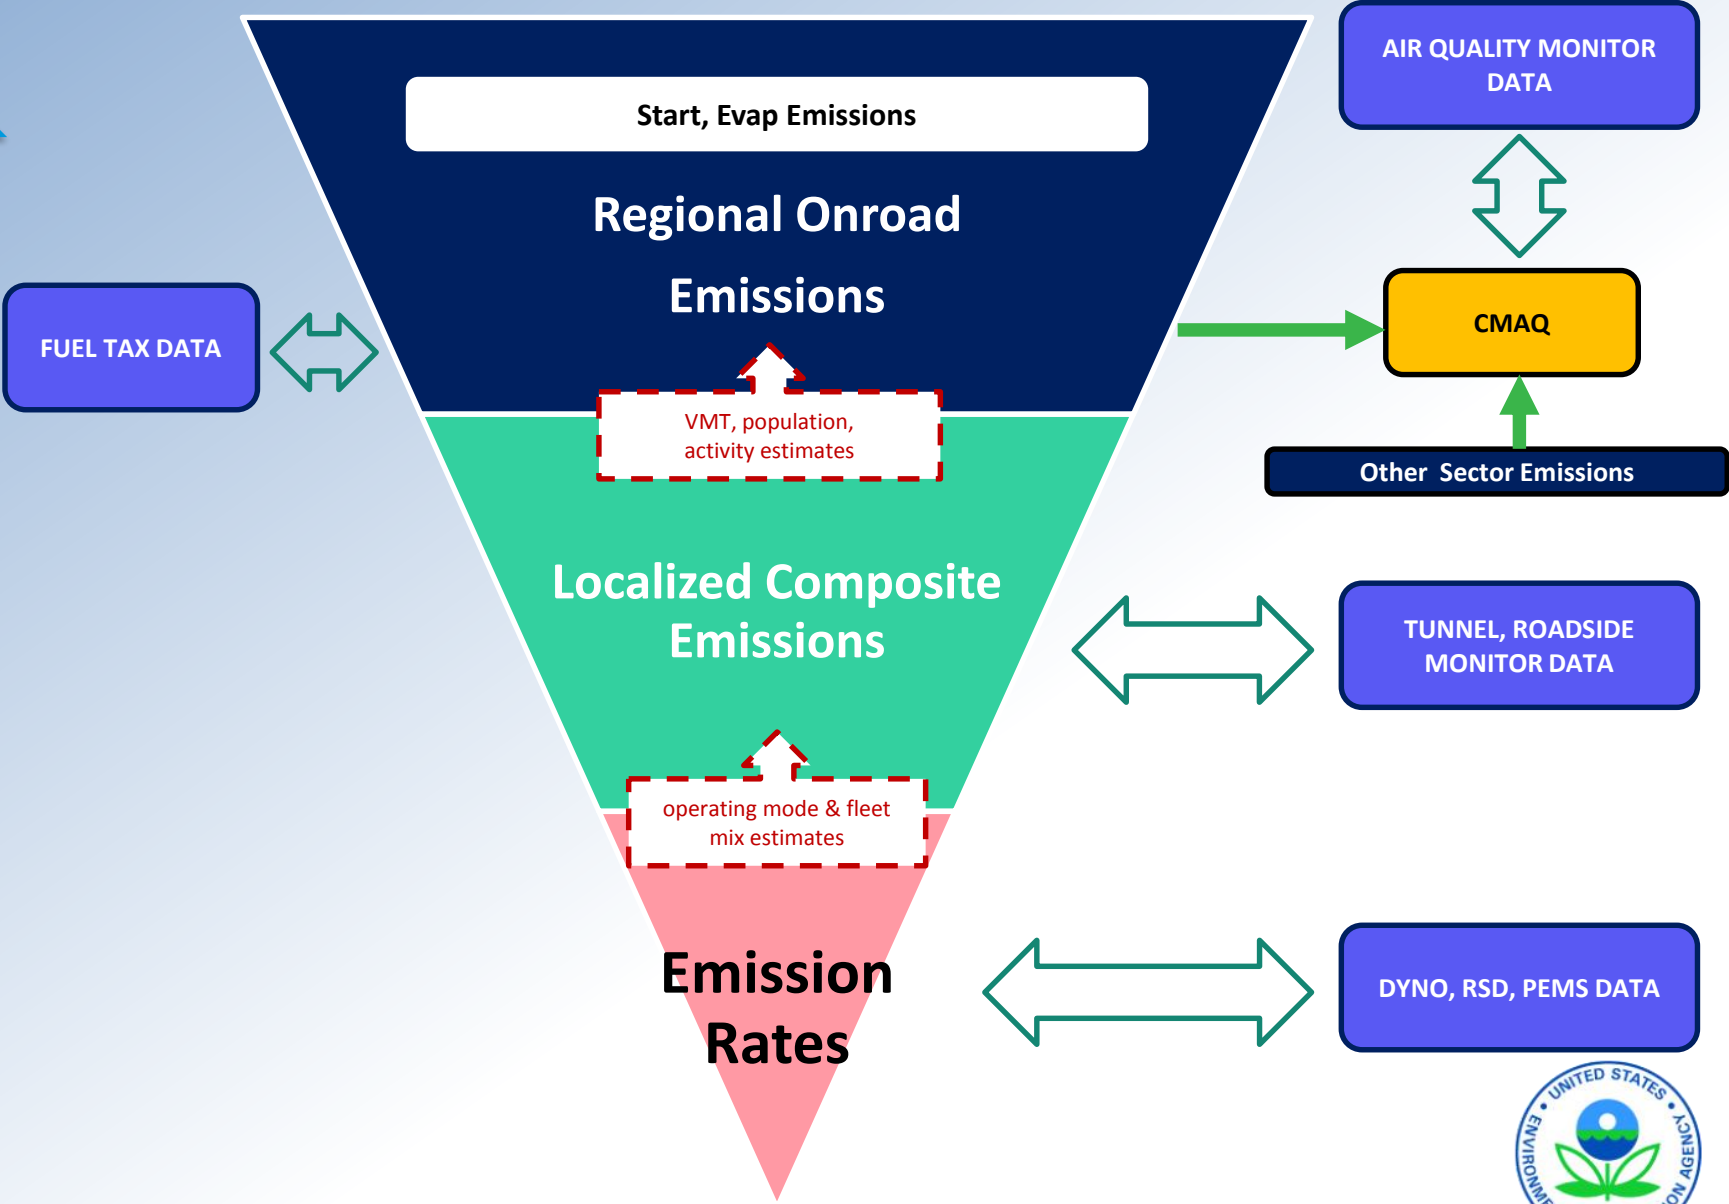 Start, Evap Emissions
Regional Onroad
Emissions
AIR QUALITY MONITOR
DATA
FUEL TAX DATA
CMAQ
VMT, population,
activity estimates
Other Sector Emissions
Localized Composite
Emissions
TUNNEL, ROADSIDE
MONITOR DATA
operating mode & fleet
mix estimates
Emission
Rates
DYNO, RSD, PEMS DATA
UNITED STATES
AGENCY